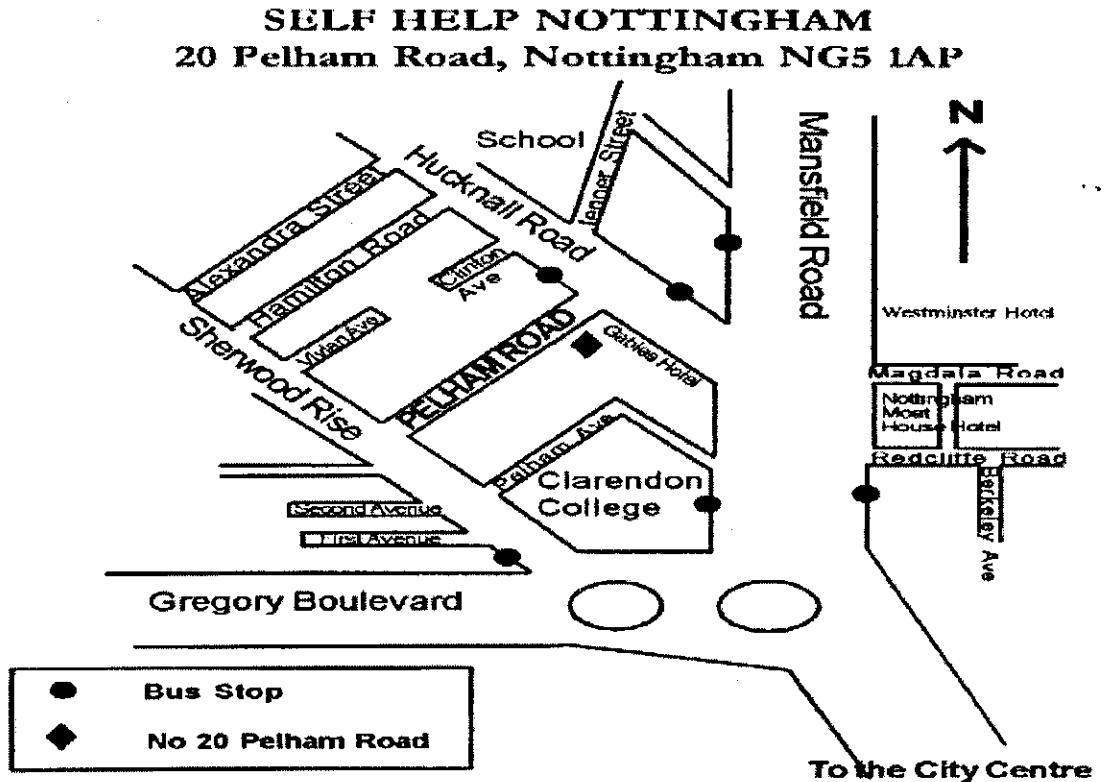 SELF HELP NOTTINGHAM
20 Pelham Road, Nottingham NG5 1AP
School
Jenner Street
Mansfield Road
N
Hucknall Road
Alexandra Street
Hamilton Road
Clinton
Ave
Vivian Ave
Sherwood Rise
PELHAM ROAD
Gables Hotel
Westminster Hotel
Magdala Road
Nottingham
Moat
House Hotel
Redcliffe Road
Berkeley Ave
Pelham Ave
Clarendon
College
Second Avenue
First Avenue
Gregory Boulevard
Bus Stop
No 20 Pelham Road
To the City Centre